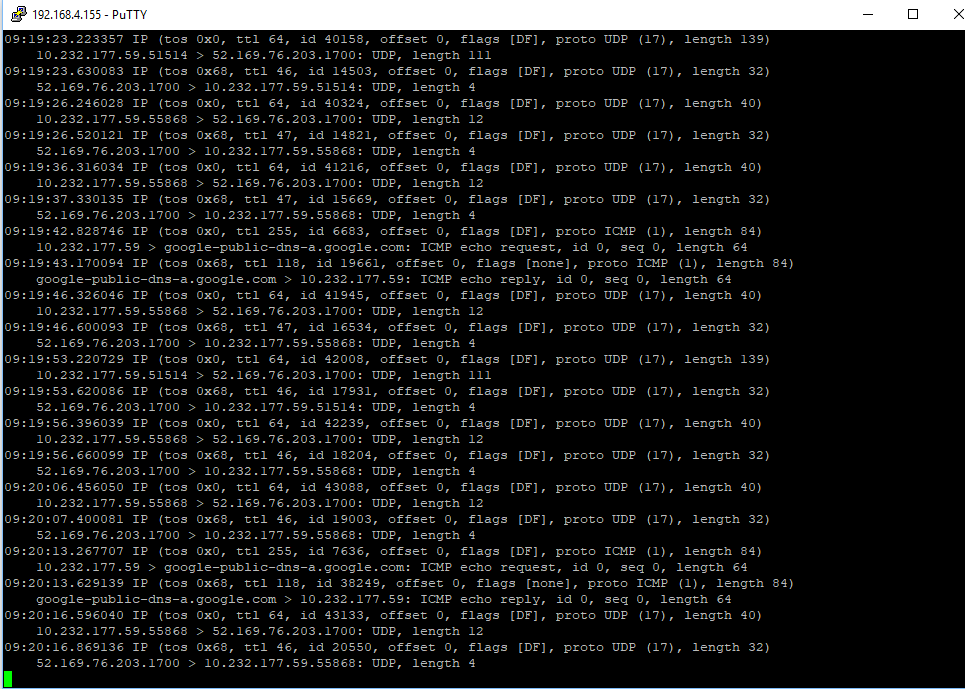 192.168.4.155 - PuTTY
09:19:23.223357 IP (tos 0x0, ttl 64, id 40158, offset 0, flags [DF], proto UDP (17), length 139)
10.232.177.59.51514 > 52.169.76.203.1700: UDP, length 111
09:19:23.630083 IP (tos 0x68, ttl 46, id 14503, offset 0, flags [DF], proto UDP (17), length 32)
52.169.76.203.1700 > 10.232.177.59.51514: UDP, length 4
09:19:26.246028 IP (tos 0x0, ttl 64, id 40324, offset 0, flags [DF], proto UDP (17), length 40)
10.232.177.59.55868 > 52.169.76.203.1700: UDP, length 12
09:19:26.520121 IP (tos 0x68, ttl 47, id 14821, offset 0, flags [DF], proto UDP (17), length 32)
52.169.76.203.1700 > 10.232.177.59.55868: UDP, length 4
09:19:36.316034 IP (tos 0x0, ttl 64, id 41216, offset 0, flags [DF], proto UDP (17), length 40)
10.232.177.59.55868 > 52.169.76.203.1700: UDP, length 12
09:19:37.330135 IP (tos 0x68, ttl 47, id 15669, offset 0, flags [DF], proto UDP (17), length 32)
52.169.76.203.1700 > 10.232.177.59.55868: UDP, length 4
09:19:42.828746 IP (tos 0x0, ttl 255, id 6683, offset 0, flags [DF], proto ICMP (1), length 84)
10.232.177.59 > google-public-dns-a.google.com: ICMP echo request, id 0, seq 0, length 64
09:19:43.170094 IP (tos 0x68, ttl 118, id 19661, offset 0, flags [none], proto ICMP (1), length 84)
google-public-dns-a.google.com > 10.232.177.59: ICMP echo reply, id 0, seq 0, length 64
09:19:46.326046 IP (tos 0x0, ttl 64, id 41945, offset 0, flags [DF], proto UDP (17), length 40)
10.232.177.59.55868 > 52.169.76.203.1700: UDP, length 12
09:19:46.600093 IP (tos 0x68, ttl 47, id 16534, offset 0, flags [DF], proto UDP (17), length 32)
52.169.76.203.1700 > 10.232.177.59.55868: UDP, length 4
09:19:53.220729 IP (tos 0x0, ttl 64, id 42008, offset 0, flags [DF], proto UDP (17), length 139)
10.232.177.59.51514 > 52.169.76.203.1700: UDP, length 111
09:19:53.620086 IP (tos 0x68, ttl 46, id 17931, offset 0, flags [DF], proto UDP (17), length 32)
52.169.76.203.1700 > 10.232.177.59.51514: UDP, length 4
09:19:56.396039 IP (tos 0x0, ttl 64, id 42239, offset 0, flags [DF], proto UDP (17), length 40)
10.232.177.59.55868 > 52.169.76.203.1700: UDP, length 12
09:19:56.660099 IP (tos 0x68, ttl 46, id 18204, offset 0, flags [DF], proto UDP (17), length 32)
52.169.76.203.1700 > 10.232.177.59.55868: UDP, length 4
09:20:06.456050 IP (tos 0x0, ttl 64, id 43088, offset 0, flags [DF], proto UDP (17), length 40)
10.232.177.59.55868 > 52.169.76.203.1700: UDP, length 12
09:20:07.400081 IP (tos 0x68, ttl 46, id 19003, offset 0, flags [DF], proto UDP (17), length 32)
52.169.76.203.1700 > 10.232.177.59.55868: UDP, length 4
09:20:13.267707 IP (tos 0x0, ttl 255, id 7636, offset 0, flags [DF], proto ICMP (1), length 84)
10.232.177.59 > google-public-dns-a.google.com: ICMP echo request, id 0, seq 0, length 64
09:20:13.629139 IP (tos 0x68, ttl 118, id 38249, offset 0, flags [none], proto ICMP (1), length 84)
google-public-dns-a.google.com > 10.232.177.59: ICMP echo reply, id 0, seq 0, length 64
09:20:16.596040 IP (tos 0x0, ttl 64, id 43133, offset 0, flags [DF], proto UDP (17), length 40)
10.232.177.59.55868 > 52.169.76.203.1700: UDP, length 12
09:20:16.869136 IP (tos 0x68, ttl 46, id 20550, offset 0, flags [DF], proto UDP (17), length 32)
52.169.76.203.1700 > 10.232.177.59.55868: UDP, length 4